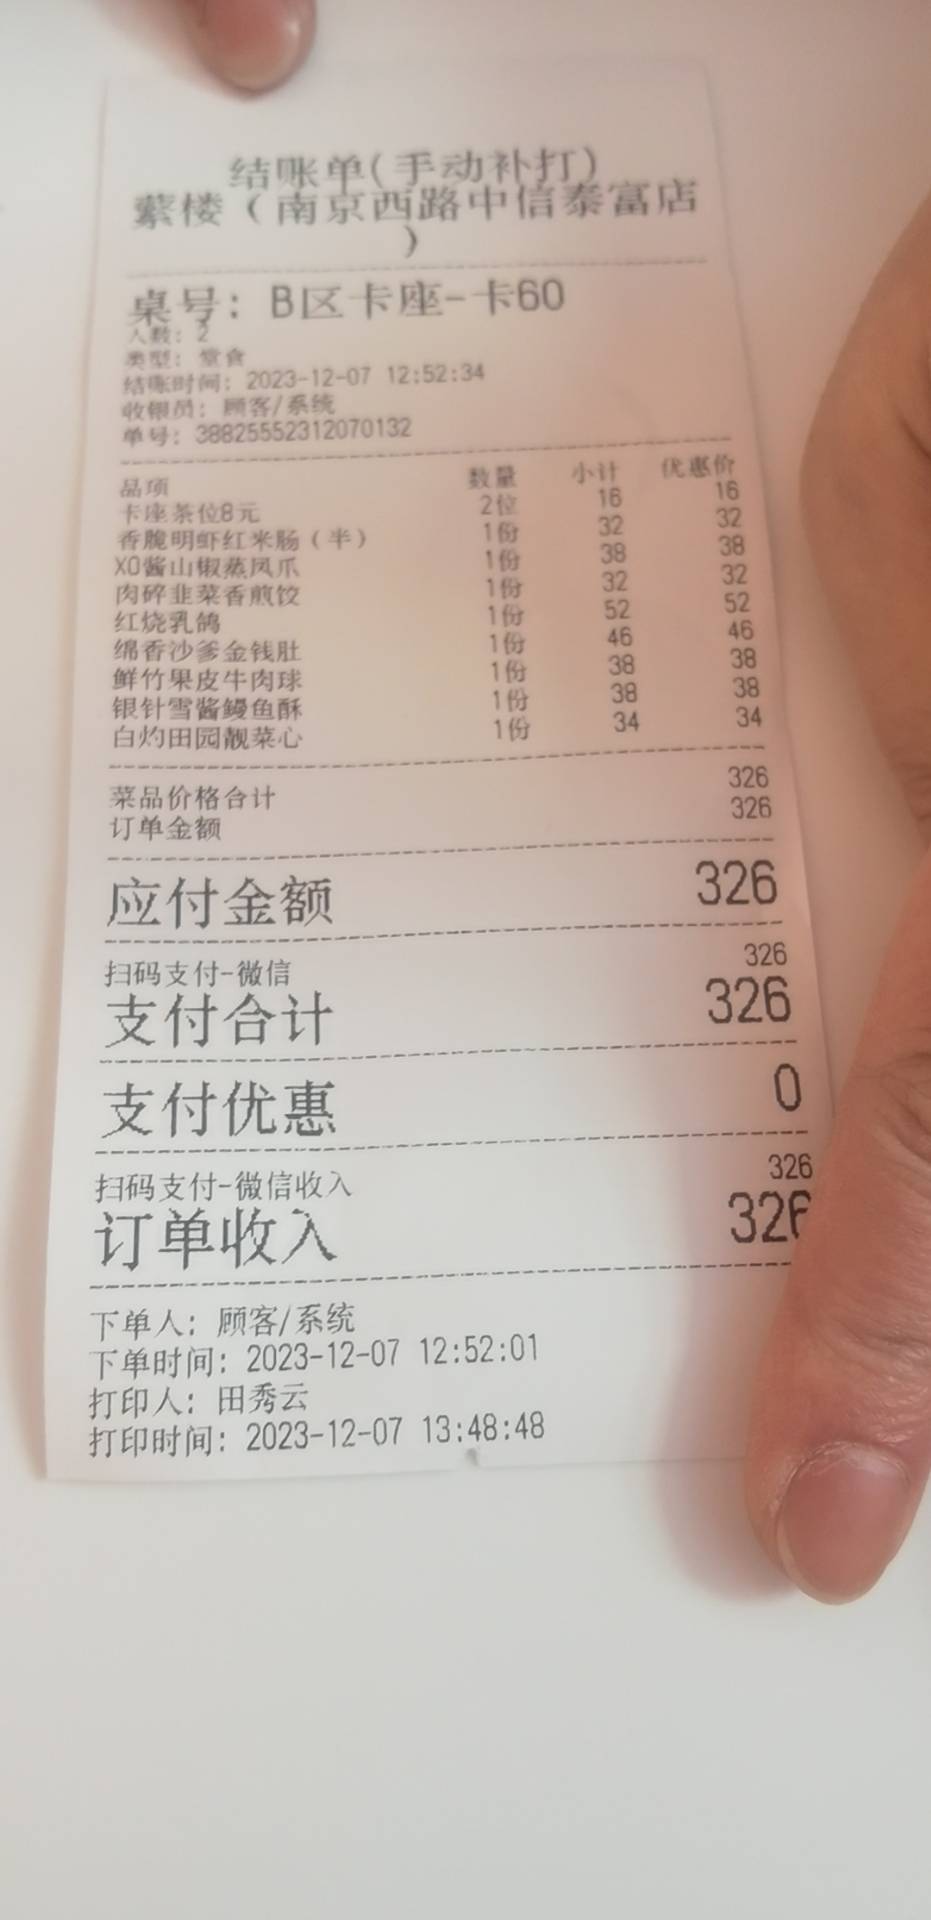 结账单(手动补打)
蘩楼（南京西路中信泰富店
）
桌号: B区卡座-卡60
人数: 2
类型: 堂食
结账时间: 2023-12-07 12:52:34
收银员: 顾客/系统
单号: 38825552312070132
品项 数量 小计 优惠价
卡座茶位8元 2位 16 16
香脆明虾红米肠（半） 1份 32 32
XO酱山椒蒸凤爪 1份 38 38
肉碎韭菜香煎饺 1份 32 32
红烧乳鸽 1份 52 52
绵香沙爹金钱肚 1份 46 46
鲜竹果皮牛肉球 1份 38 38
银针雪酱鳗鱼酥 1份 38 38
白灼田园靓菜心 1份 34 34
菜品价格合计 326
订单金额 326
应付金额 326
扫码支付-微信 326
支付合计 326
支付优惠 0
扫码支付-微信收入 326
订单收入 326
下单人: 顾客/系统
下单时间: 2023-12-07 12:52:01
打印人: 田秀云
打印时间: 2023-12-07 13:48:48